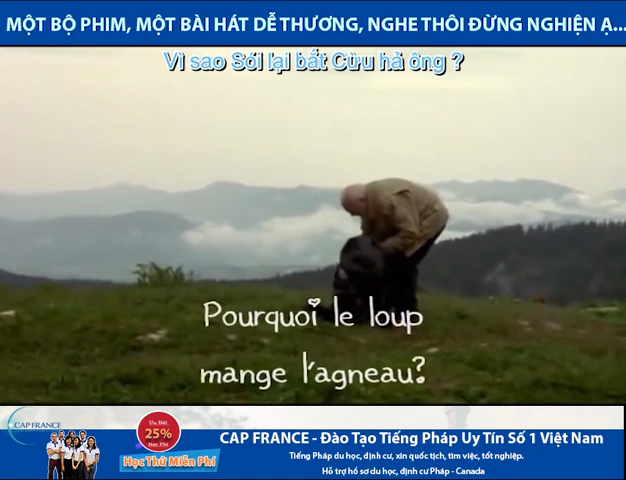 MỘT BỘ PHIM, MỘT BÀI HÁT DỄ THƯƠNG, NGHE THÔI ĐỪNG NGHIỆN Ạ...
Vì sao Sói lại bắt Cừu hả ông ?
Pourquoi le loup
mange l'agneau?
CAP FRANCE
Ưu Đãi
25%
Học Phí
Học Thử Miễn Phí
CAP FRANCE - Đào Tạo Tiếng Pháp Uy Tín Số 1 Việt Nam
Tiếng Pháp du học, định cư, xin quốc tịch, tìm việc, tốt nghiệp.
Hỗ trợ hồ sơ du học, định cư Pháp - Canada